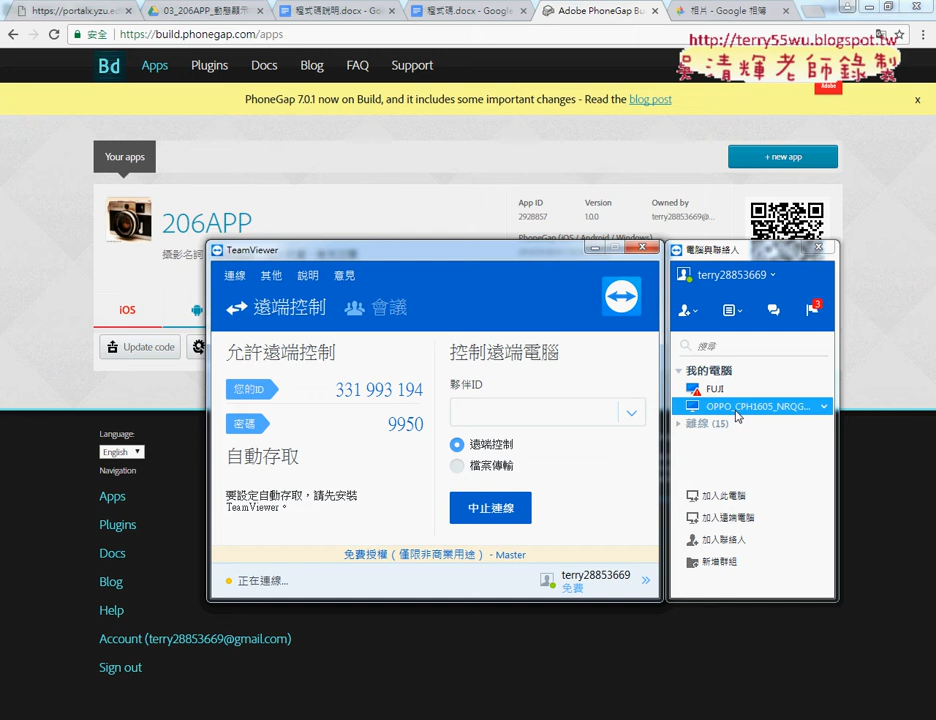 https://portalx.yzu.ed
03_206APP_動態顯示
程式碼說明.docx - Go
程式碼.docx - Google
Adobe PhoneGap Bu
相片 - Google 相簿
安全 https://build.phonegap.com/apps
http://terry55wu.blogspot.tw
吳清輝老師錄製
Bd Apps Plugins Docs Blog FAQ Support
Adobe
PhoneGap 7.0.1 now on Build, and it includes some important changes - Read the blog post x
Your apps
+ new app
206APP
App ID
2928857
Version
1.0.0
Owned by
terry28853669@...
PhoneGap (iOS / Android / Windows)
攝影名詞
iOS
Update code
TeamViewer
連線 其他 說明 意見
遠端控制 會議
允許遠端控制
您的ID 331 993 194
密碼 9950
自動存取
要設定自動存取，請先安裝
TeamViewer。
控制遠端電腦
夥伴ID
遠端控制
檔案傳輸
中止連線
免費授權（僅限非商業用途） - Master
正在連線...
terry28853669
免費
電腦與聯絡人
terry28853669
3
搜尋
我的電腦
FUJI
OPPO_CPH1605_NRQG...
離線 (15)
加入此電腦
加入遠端電腦
加入聯絡人
新增群組
Language:
English
Navigation
Apps
Plugins
Docs
Blog
Help
Account (terry28853669@gmail.com)
Sign out